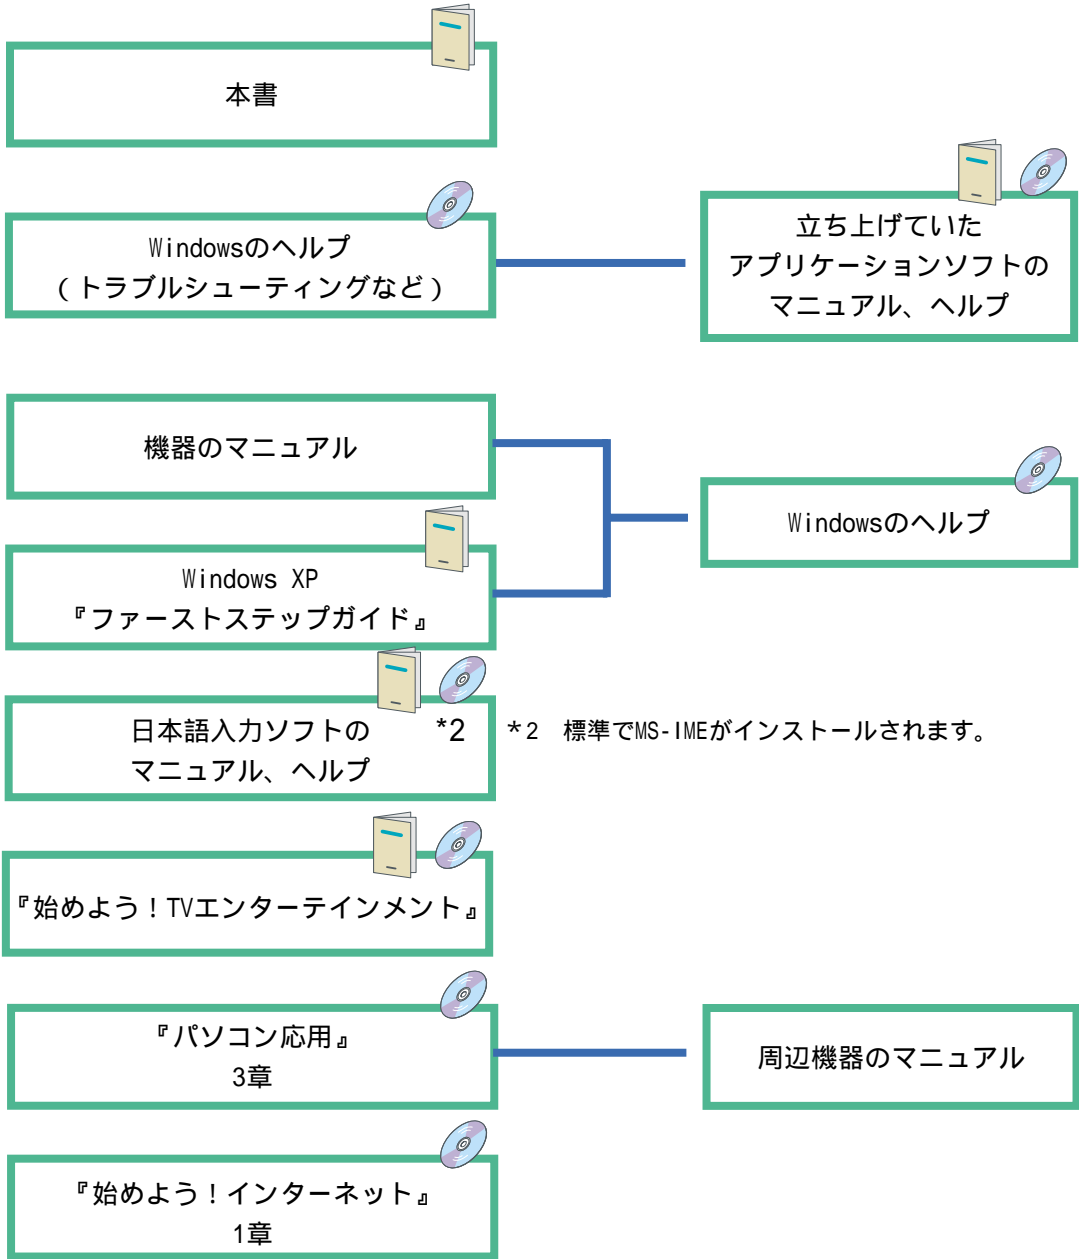 本書
Windowsのヘルプ
(トラブルシューティングなど)
立ち上げていた
アプリケーションソフトの
マニュアル、ヘルプ
機器のマニュアル
Windowsのヘルプ
Windows XP
『ファーストステップガイド』
日本語入力ソフトの *2
マニュアル、ヘルプ
*2 標準でMS-IMEがインストールされます。
『始めよう!TVエンターテインメント』
『パソコン応用』
3章
周辺機器のマニュアル
『始めよう!インターネット』
1章